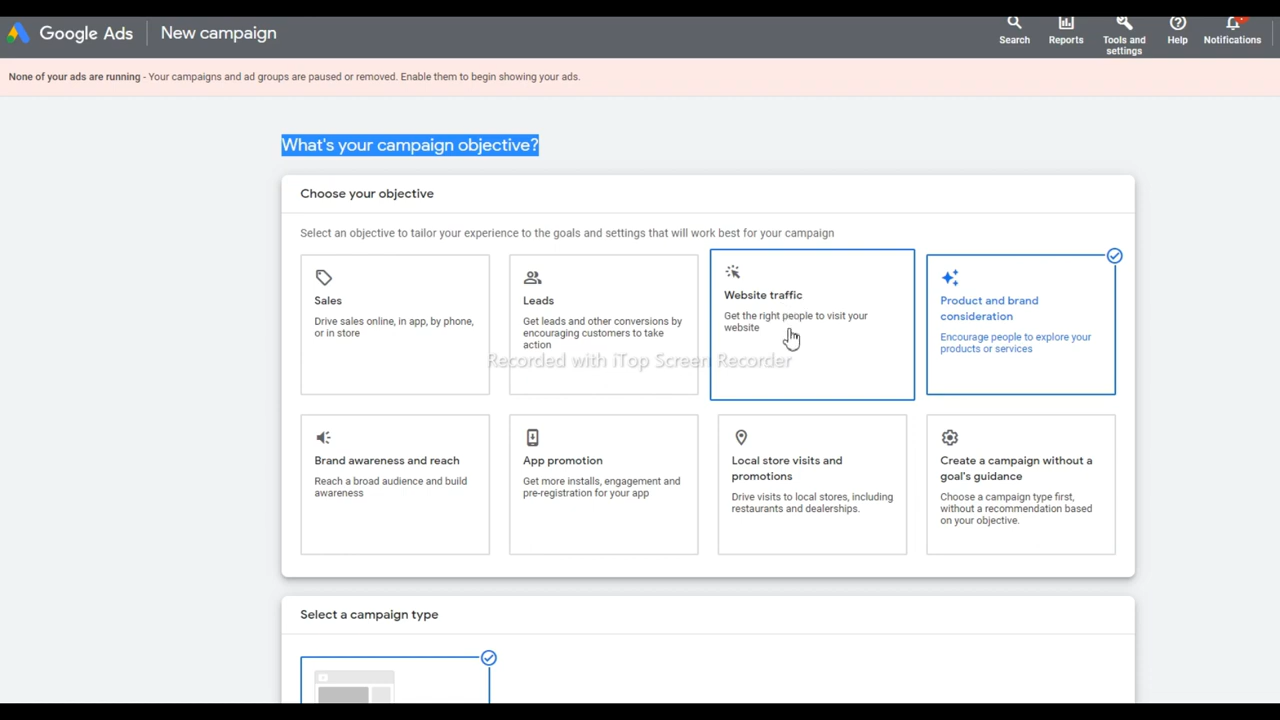 Google Ads
New campaign
Search
Reports
Tools and
settings
Help
Notifications
None of your ads are running - Your campaigns and ad groups are paused or removed. Enable them to begin showing your ads.
What's your campaign objective?
Choose your objective
Select an objective to tailor your experience to the goals and settings that will work best for your campaign
Sales
Drive sales online, in app, by phone,
or in store
Leads
Get leads and other conversions by
encouraging customers to take
action
Website traffic
Get the right people to visit your
website
Product and brand
consideration
Encourage people to explore your
products or services
Recorded with iTop Screen Recorder
Brand awareness and reach
Reach a broad audience and build
awareness
App promotion
Get more installs, engagement and
pre-registration for your app
Local store visits and
promotions
Drive visits to local stores, including
restaurants and dealerships.
Create a campaign without a
goal's guidance
Choose a campaign type first,
without a recommendation based
on your objective.
Select a campaign type